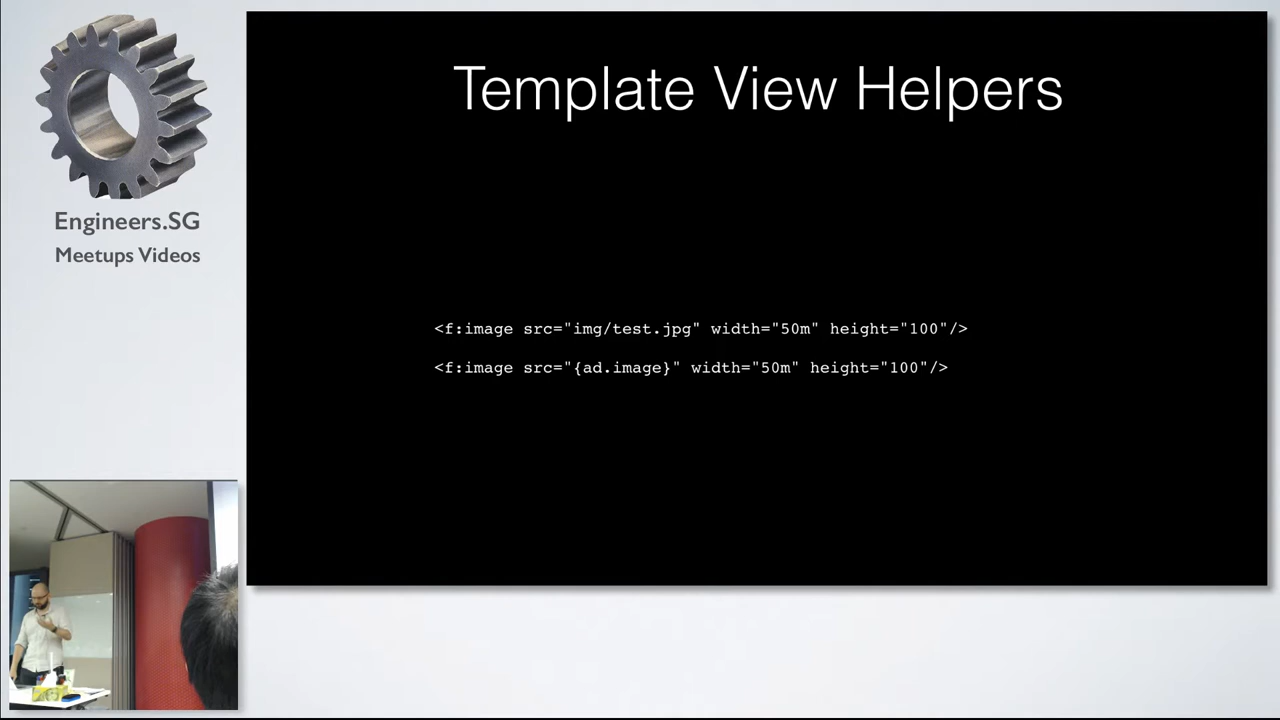 Template View Helpers
<f:image src="img/test.jpg" width="50m" height="100"/>
<f:image src="{ad.image}" width="50m" height="100"/>
Engineers.SG
Meetups Videos